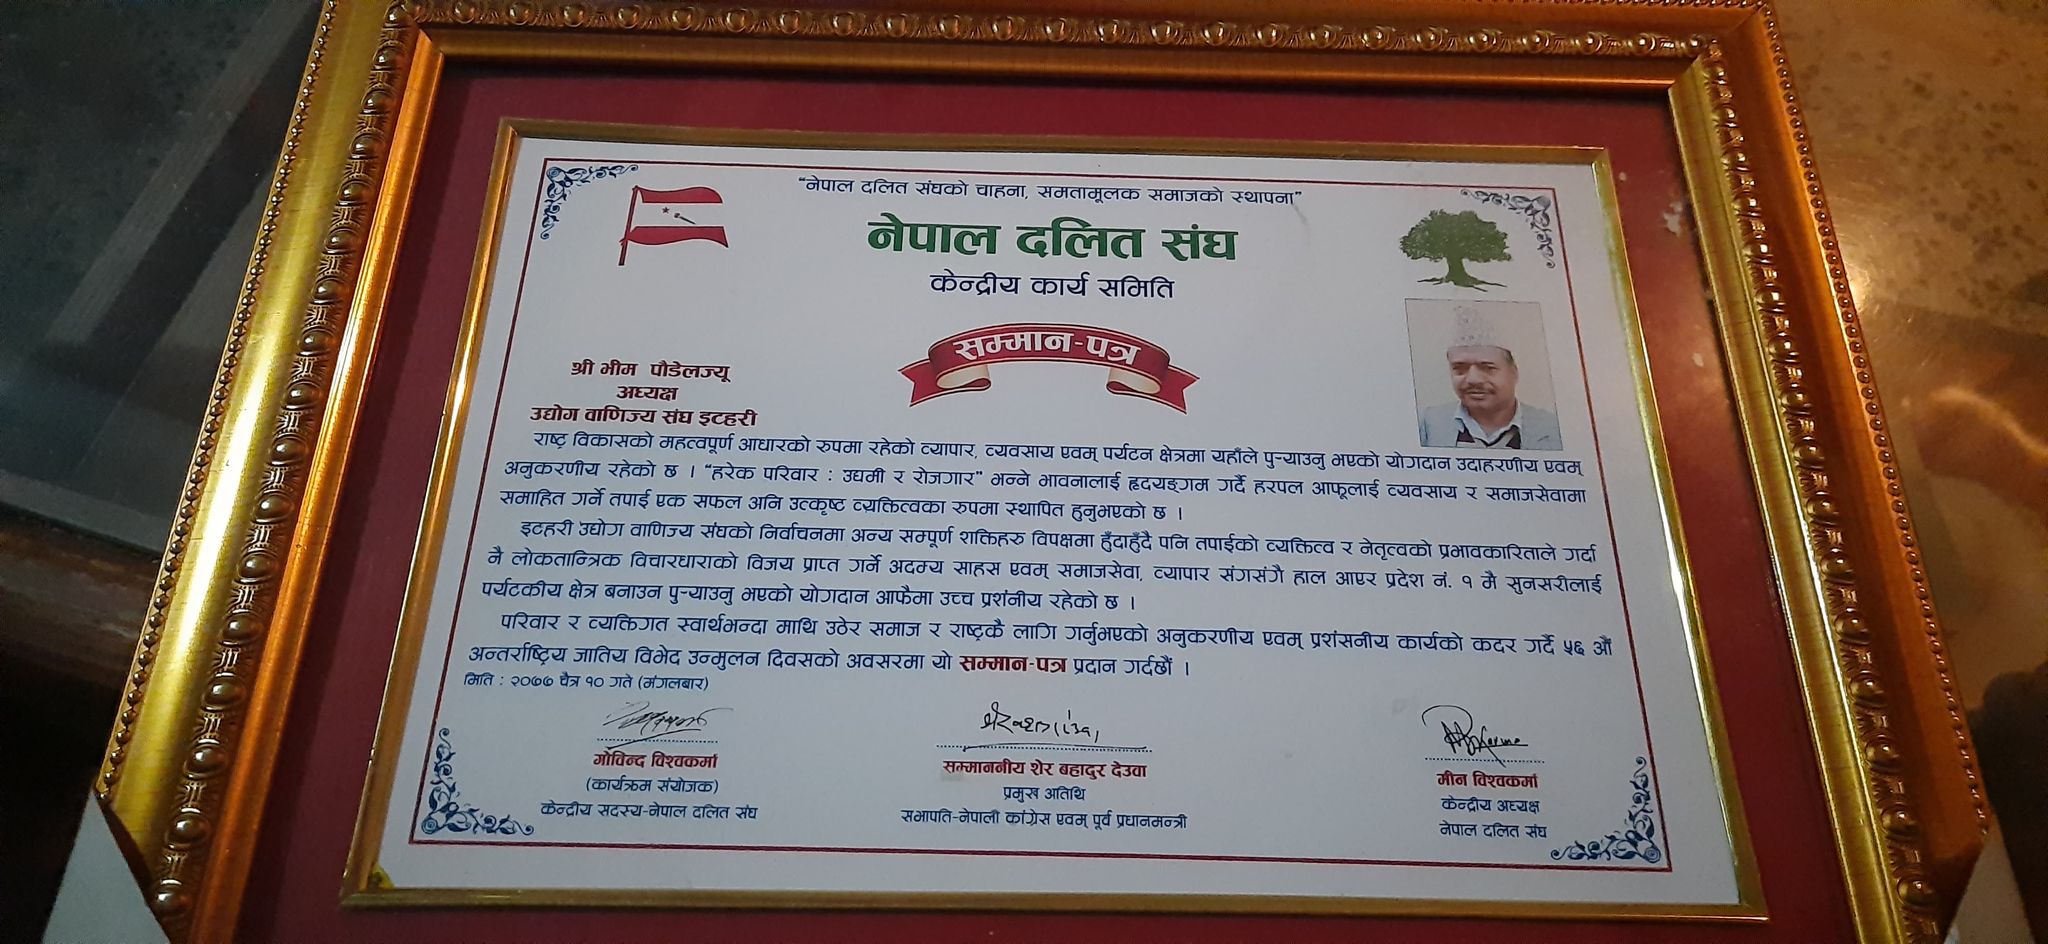 "नेपाल दलित संघको चाहना, समतामूलक समाजको स्थापना"
नेपाल दलित संघ
केन्द्रीय कार्य समिति
सम्मान-पत्र
श्री भीम पौडेलज्यू
अध्यक्ष
उद्योग वाणिज्य संघ इटहरी
राष्ट्र विकासको महत्वपूर्ण आधारको रुपमा रहेको व्यापार, व्यवसाय एवम् पर्यटन क्षेत्रमा यहाँले पुऱ्याउनु भएको योगदान उदाहरणीय एवम्
अनुकरणीय रहेको छ । "हरेक परिवार : उद्यमी र रोजगार" भन्ने भावनालाई हृदयङ्गम गर्दै हरपल आफूलाई व्यवसाय र समाजसेवामा
समाहित गर्ने तपाई एक सफल अनि उत्कृष्ट व्यक्तित्वका रुपमा स्थापित हुनुभएको छ ।
इटहरी उद्योग वाणिज्य संघको निर्वाचनमा अन्य सम्पूर्ण शक्तिहरु विपक्षमा हुँदाहुँदै पनि तपाईको व्यक्तित्व र नेतृत्वको प्रभावकारिताले गर्दा
नै लोकतान्त्रिक विचारधाराको विजय प्राप्त गर्ने अदम्य साहस एवम् समाजसेवा, व्यापार संगसंगै हाल आएर प्रदेश नं. १ मै सुनसरीलाई
पर्यटकीय क्षेत्र बनाउन पुऱ्याउनु भएको योगदान आफैमा उच्च प्रशंनीय रहेको छ ।
परिवार र व्यक्तिगत स्वार्थभन्दा माथि उठेर समाज र राष्ट्रकै लागि गर्नुभएको अनुकरणीय एवम् प्रशंसनीय कार्यको कदर गर्दै ५६ औं
अन्तर्राष्ट्रिय जातिय विभेद उन्मुलन दिवसको अवसरमा यो सम्मान-पत्र प्रदान गर्दछौं ।
मिति : २०७७ चैत्र १० गते (मंगलबार)
गोविन्द विश्वकर्मा
(कार्यक्रम संयोजक)
केन्द्रीय सदस्य-नेपाल दलित संघ
सम्माननीय शेर बहादुर देउवा
प्रमुख अतिथि
सभापति-नेपाली कांग्रेस एवम् पूर्व प्रधानमन्त्री
मीन विश्वकर्मा
केन्द्रीय अध्यक्ष
नेपाल दलित संघ